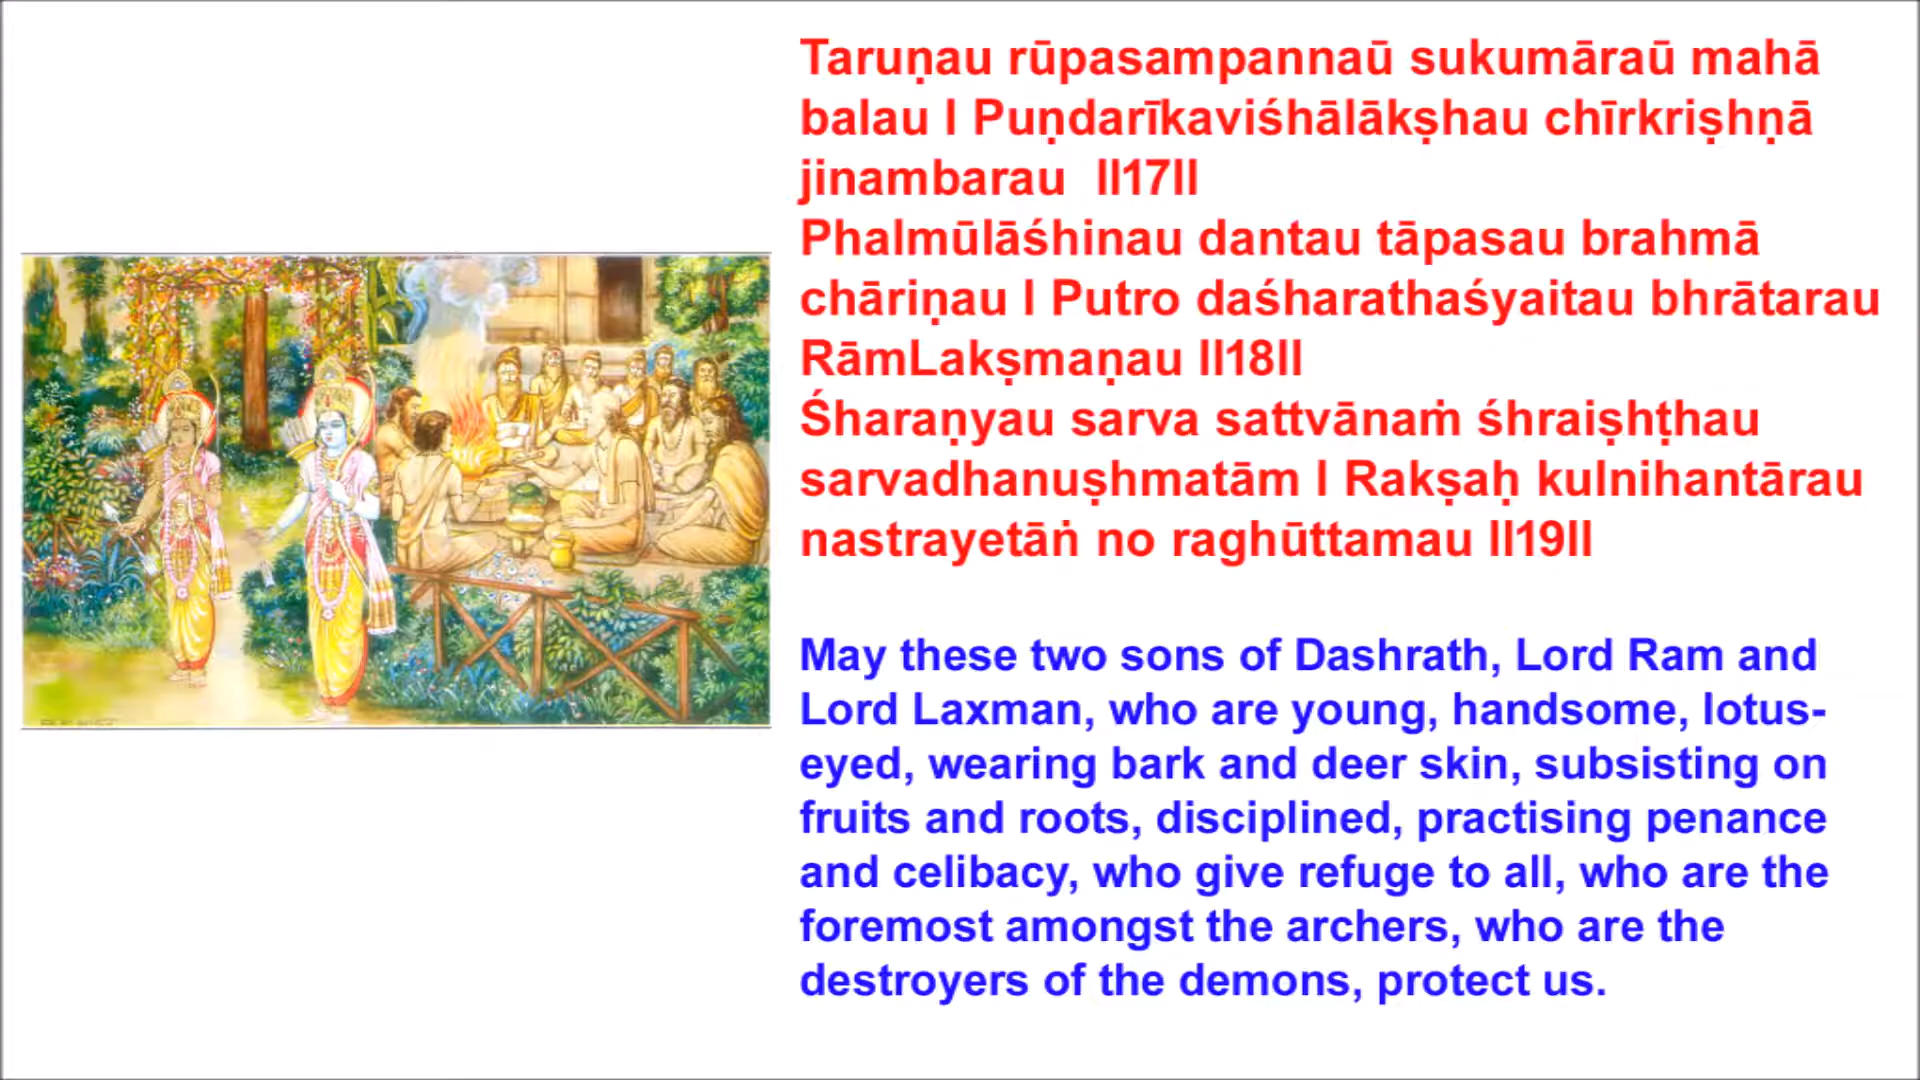 Taruṇau rūpasampannaū sukumāraū mahā
balau l Puṇdarīkaviśhālākṣhau chīrkriṣhṇā
jinambarau  ll17ll
Phalmūlāśhinau dantau tāpasau brahmā
chāriṇau l Putro daśharathaśyaitau bhrātarau
RāmLakṣmaṇau ll18ll
Śharaṇyau sarva sattvānaṁ śhraiṣhṭhau
sarvadhanuṣhmatām l Rakṣaḥ kulnihantārau
nastrayetāṅ no raghūttamau ll19ll
May these two sons of Dashrath, Lord Ram and
Lord Laxman, who are young, handsome, lotus-
eyed, wearing bark and deer skin, subsisting on
fruits and roots, disciplined, practising penance
and celibacy, who give refuge to all, who are the
foremost amongst the archers, who are the
destroyers of the demons, protect us.